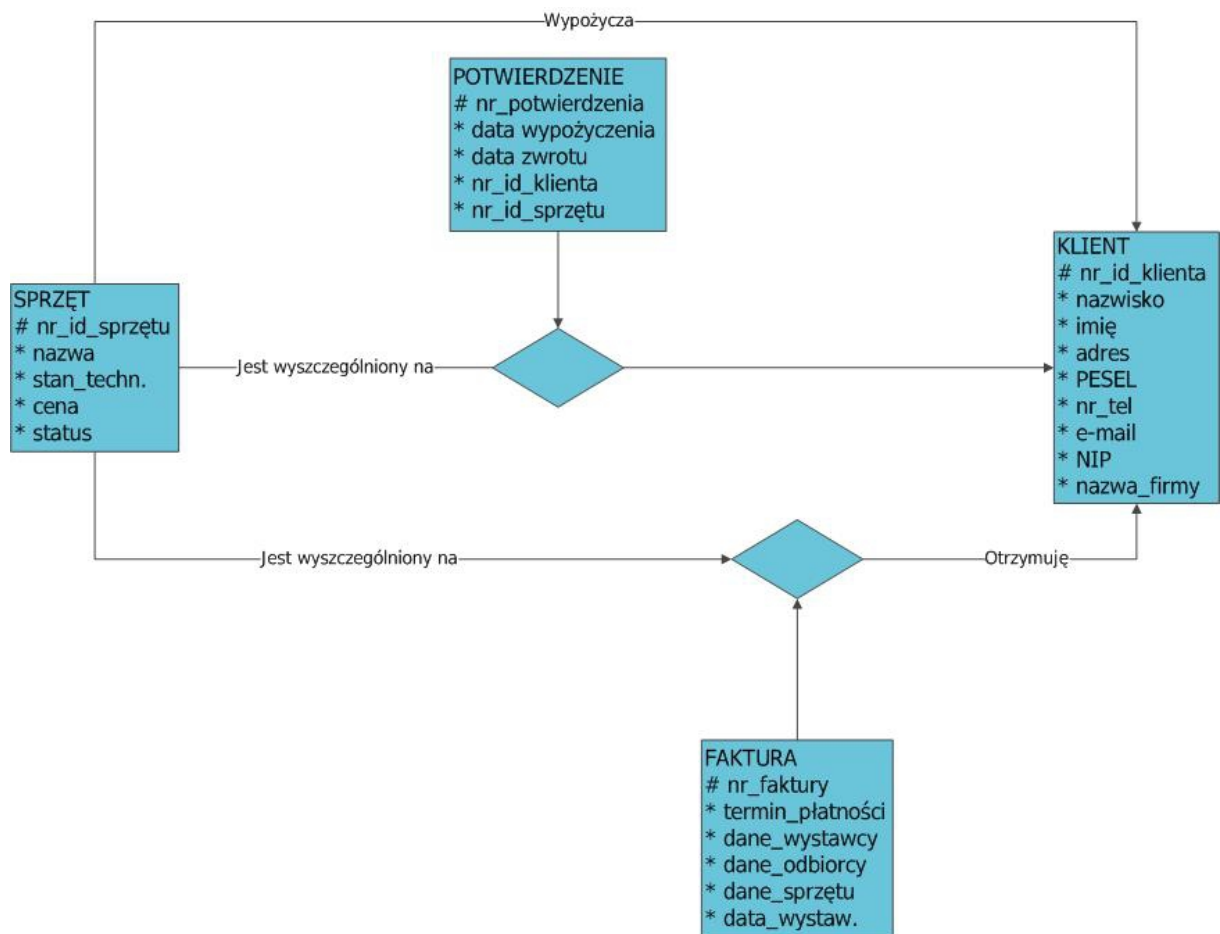 Wypożycza
POTWIERDZENIE
# nr_potwierdzenia
* data wypożyczenia
* data zwrotu
* nr_id_klienta
* nr_id_sprzętu
KLIENT
# nr_id_klienta
* nazwisko
* imię
* adres
* PESEL
* nr_tel
* e-mail
* NIP
* nazwa_firmy
SPRZĘT
# nr_id_sprzętu
* nazwa
* stan_techn.
* cena
* status
Jest wyszczególniony na
Jest wyszczególniony na
Otrzymuję
FAKTURA
# nr_faktury
* termin_płatności
* dane_wystawcy
* dane_odbiorcy
* dane_sprzętu
* data_wystaw.